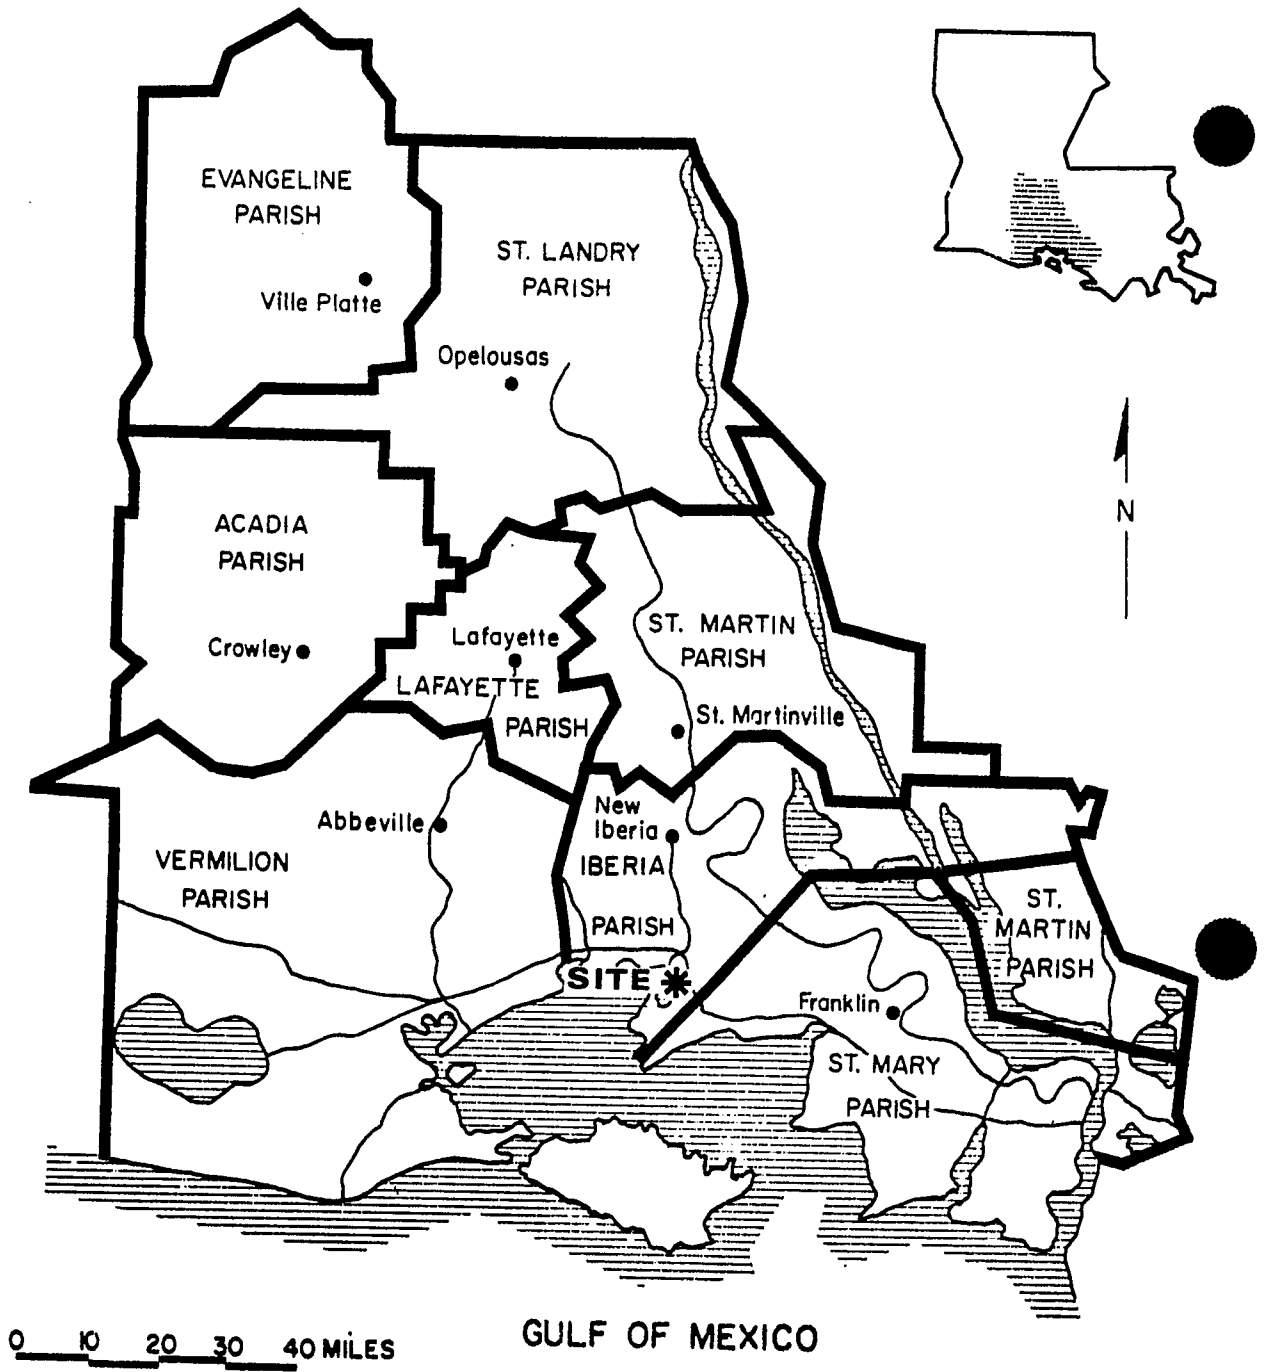 EVANGELINE
PARISH
Ville Platte
ST. LANDRY
PARISH
Opelousas
N
ACADIA
PARISH
Crowley
Lafayette
LAFAYETTE
PARISH
ST. MARTIN
PARISH
St. Martinville
Abbeville
New
Iberia
IBERIA
PARISH
VERMILION
PARISH
ST.
MARTIN
PARISH
SITE
Franklin
ST. MARY
PARISH
GULF OF MEXICO
0 10 20 30 40 MILES